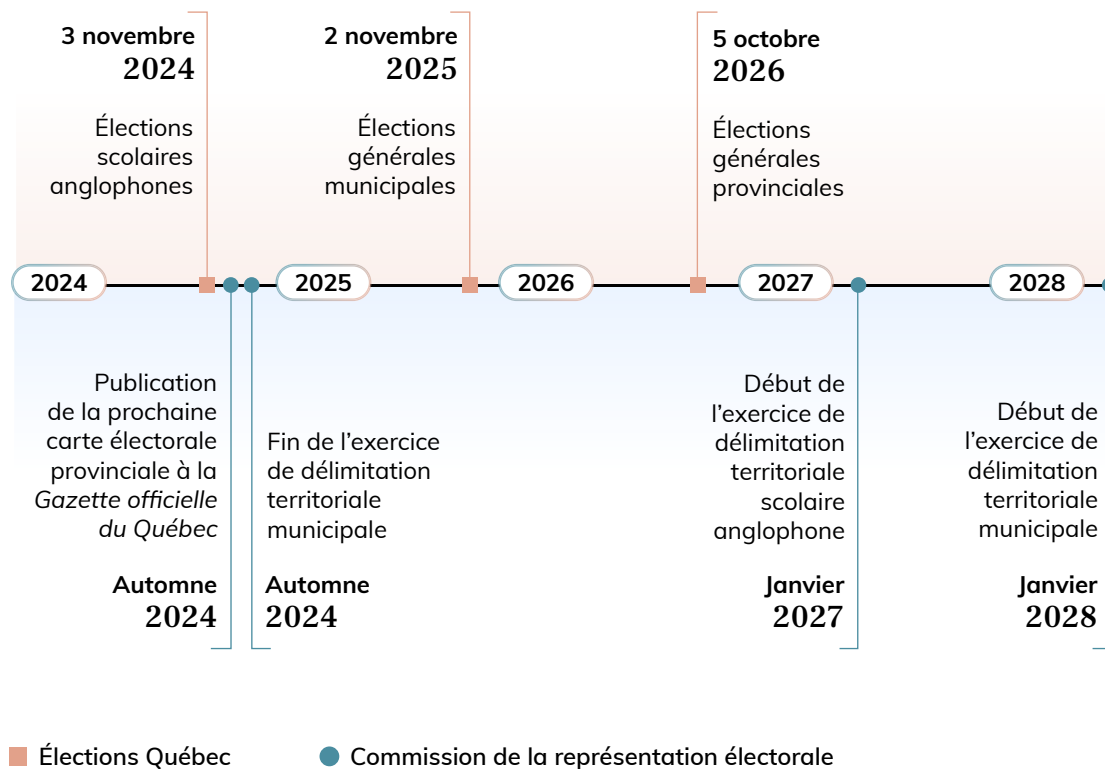 3 novembre
2024
Élections
scolaires
anglophones
2 novembre
2025
Élections
générales
municipales
5 octobre
2026
Élections
générales
provinciales
2024
2025
2026
2027
2028
Publication
de la prochaine
carte électorale
provinciale à la
Gazette officielle
du Québec
Automne
2024
Fin de l'exercice
de délimitation
territoriale
municipale
Automne
2024
Début de
l'exercice de
délimitation
territoriale
scolaire
anglophone
Janvier
2027
Début de
l'exercice de
délimitation
territoriale
municipale
Janvier
2028
Élections Québec
Commission de la représentation électorale